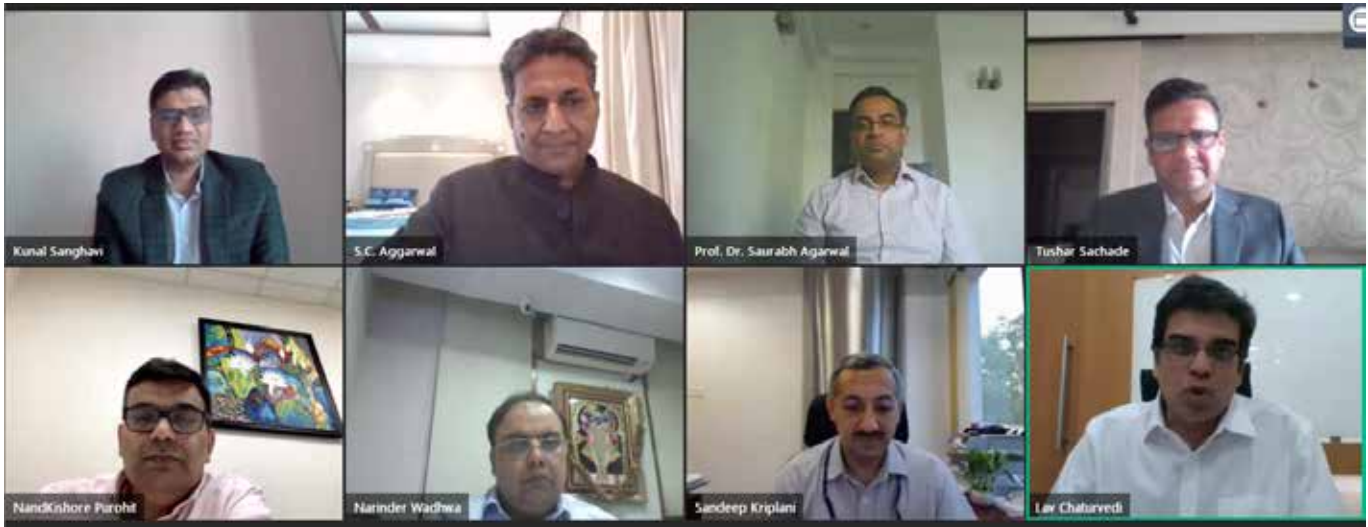 Kunal Sanghavi
S.C. Aggarwal
Prof. Dr. Saurabh Agarwal
Tushar Sachade
NandKishore Purohit
Narinder Wadhwa
Sandeep Kriplani
Lav Chaturvedi